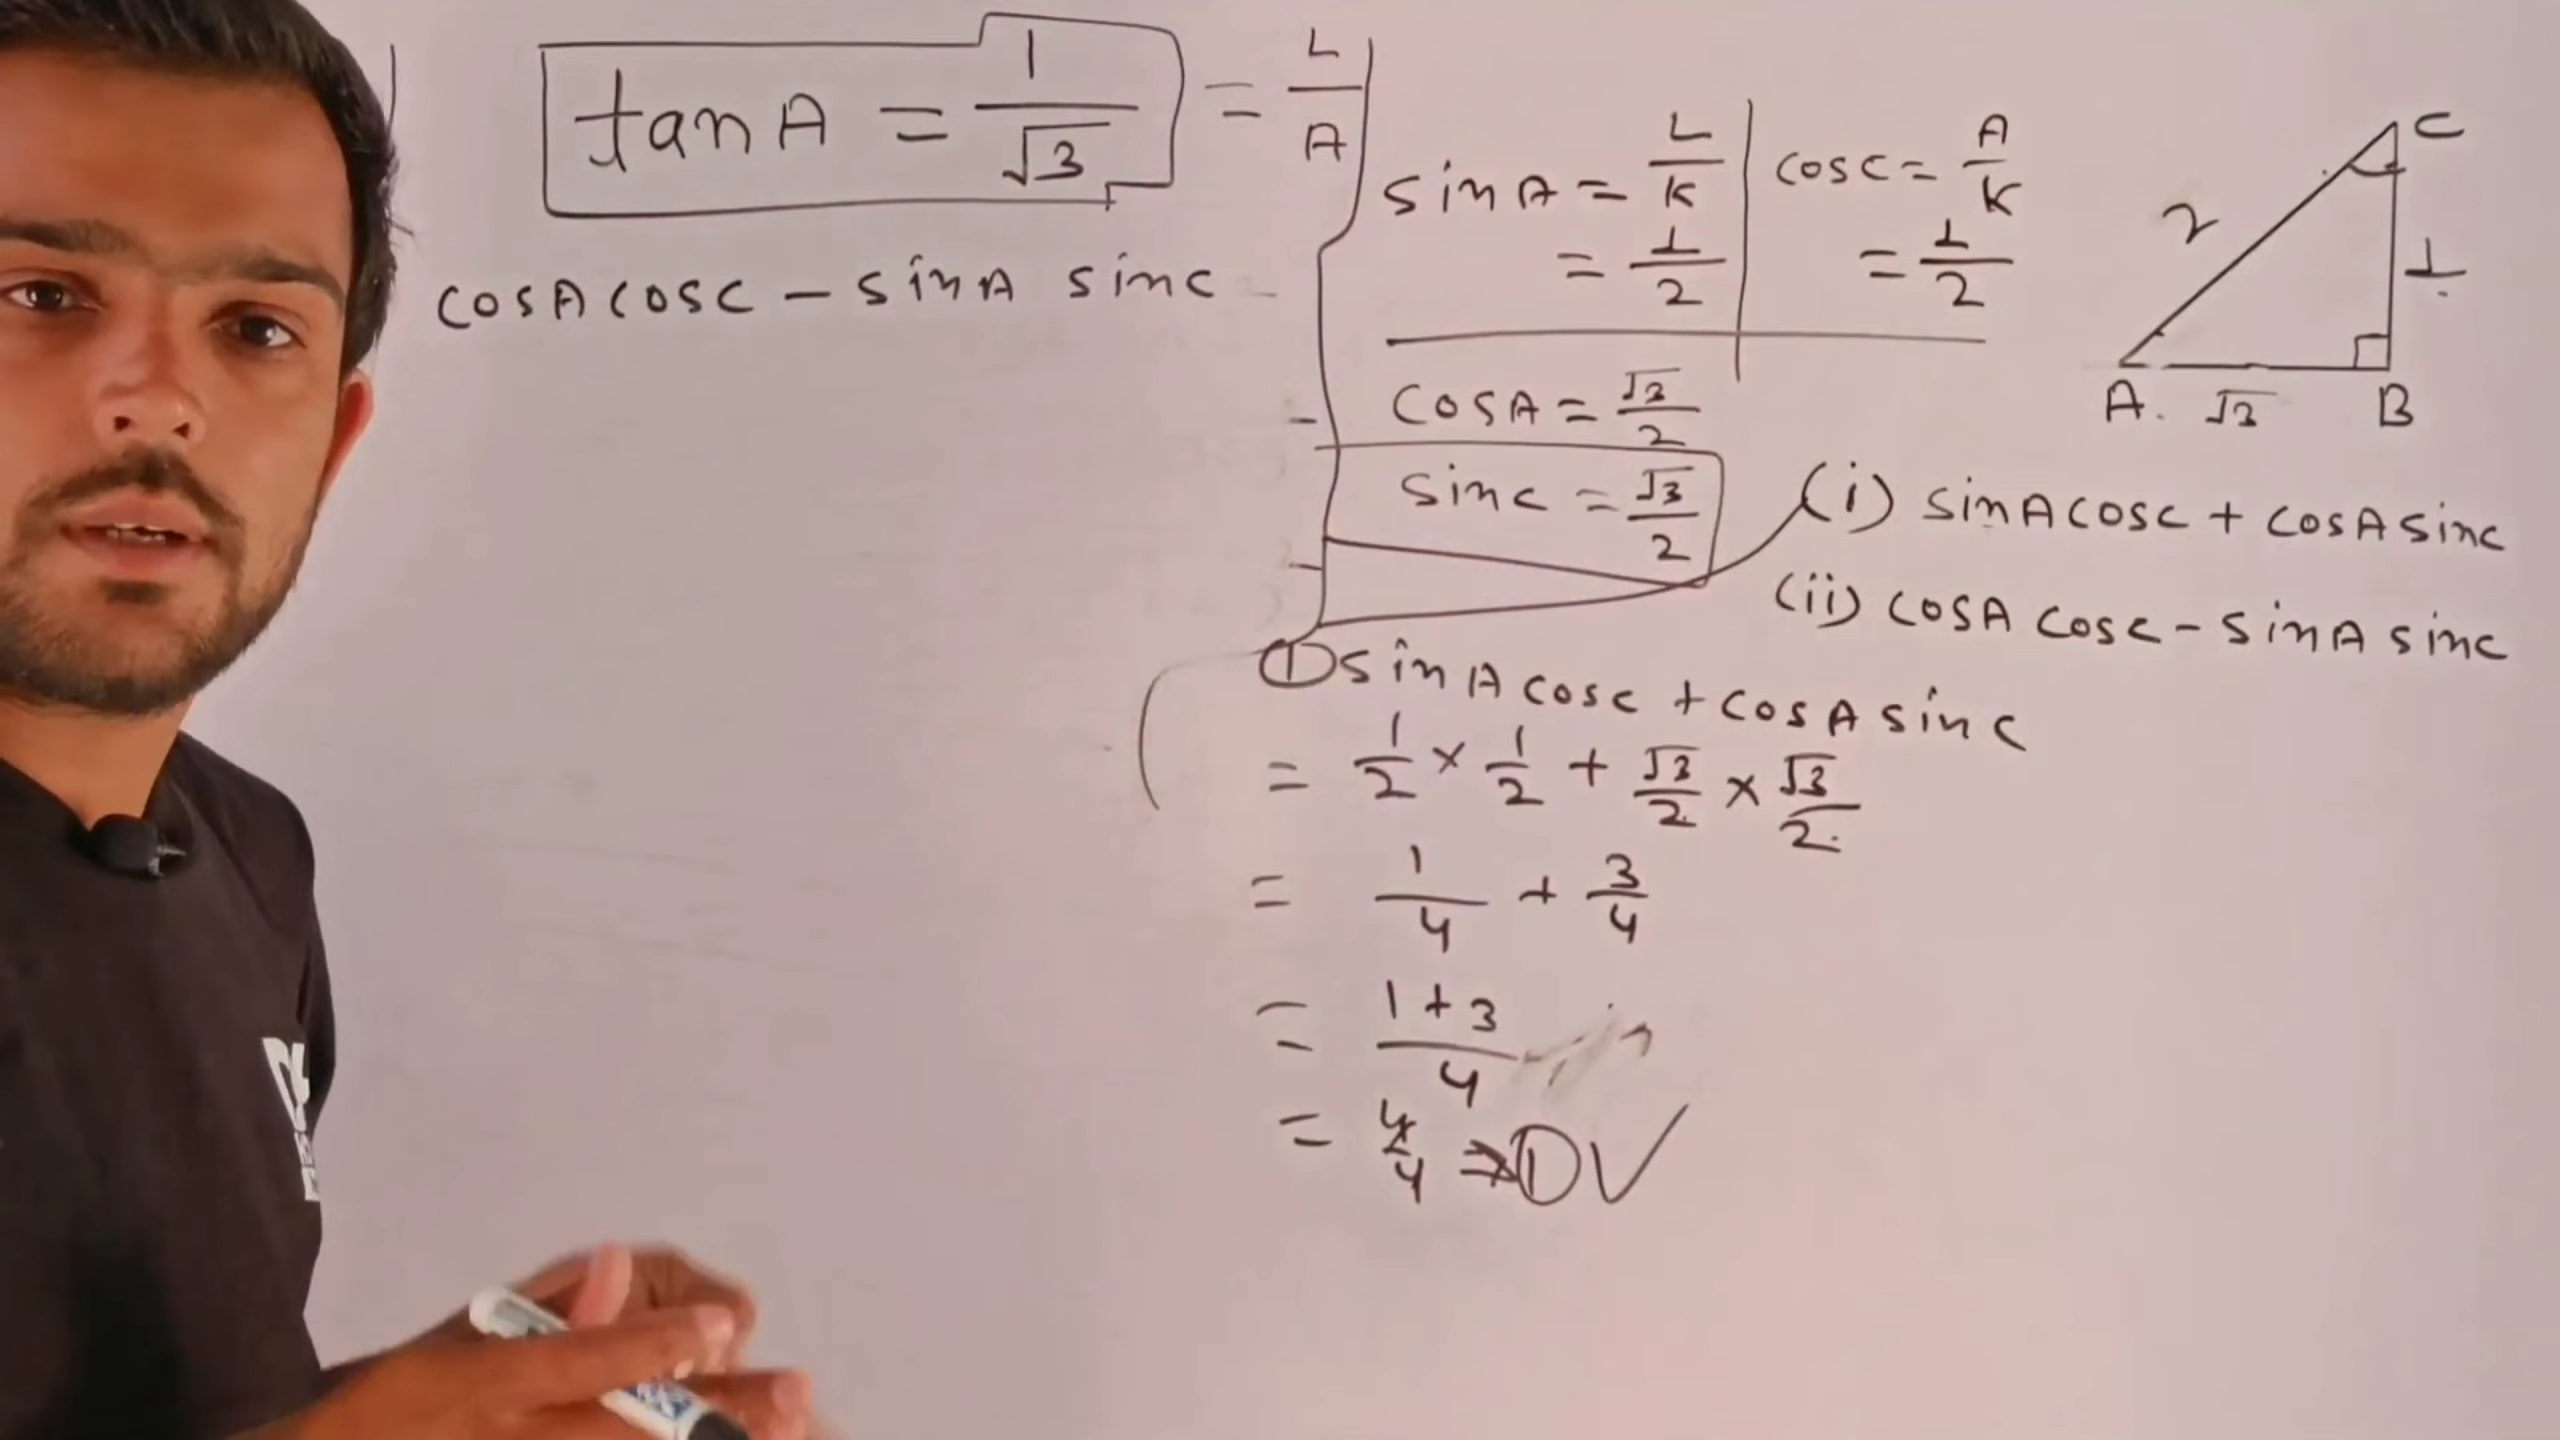 tanA = 1/√3 = L/A
cosA cosc - sinA sinc
sinA = L/K
= 1/2
cosc = A/K
= 1/2
cosA = √3/2
sinc = √3/2
C
2
1
A. √3 B
(i) sinA cosc + cosA sinc
(ii) cosA cosc - sinA sinc
① sinA cosc + cosA sinc
= 1/2 × 1/2 + √3/2 × √3/2
= 1/4 + 3/4
= 1+3/4
= 4/4 ⇒ ① ✓